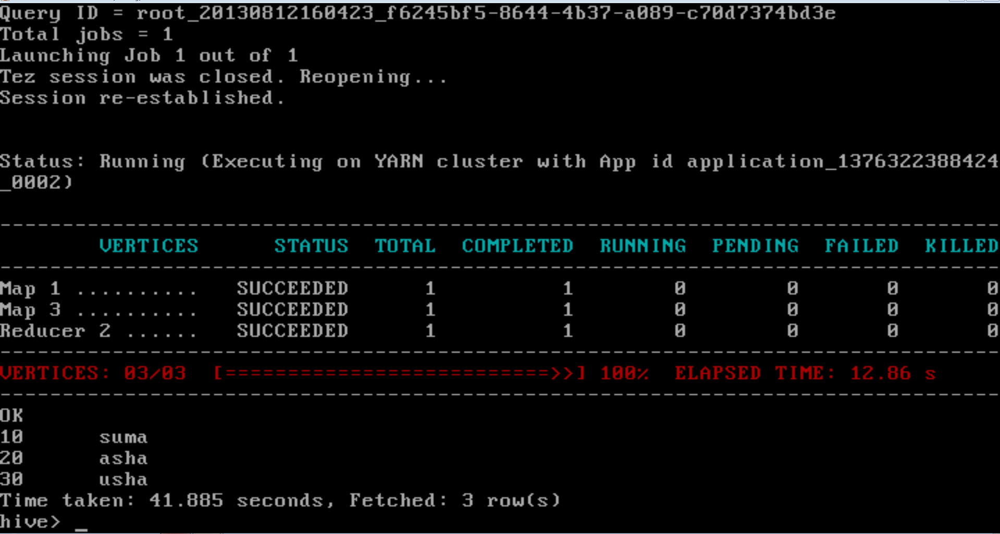 Query ID = root_20130812160423_f6245bf5-8644-4b37-a089-c70d7374bd3e
Total jobs = 1
Launching Job 1 out of 1
Tez session was closed. Reopening...
Session re-established.
Status: Running (Executing on YARN cluster with App id application_1376322388424
_0002)
--------------------------------------------------------------------------------
VERTICES STATUS TOTAL COMPLETED RUNNING PENDING FAILED KILLED
--------------------------------------------------------------------------------
Map 1 .......... SUCCEEDED 1 1 0 0 0 0
Map 3 .......... SUCCEEDED 1 1 0 0 0 0
Reducer 2 ...... SUCCEEDED 1 1 0 0 0 0
--------------------------------------------------------------------------------
VERTICES: 03/03 [==========================>>] 100% ELAPSED TIME: 12.86 s
--------------------------------------------------------------------------------
OK
10 suma
20 asha
30 usha
Time taken: 41.885 seconds, Fetched: 3 row(s)
hive> _